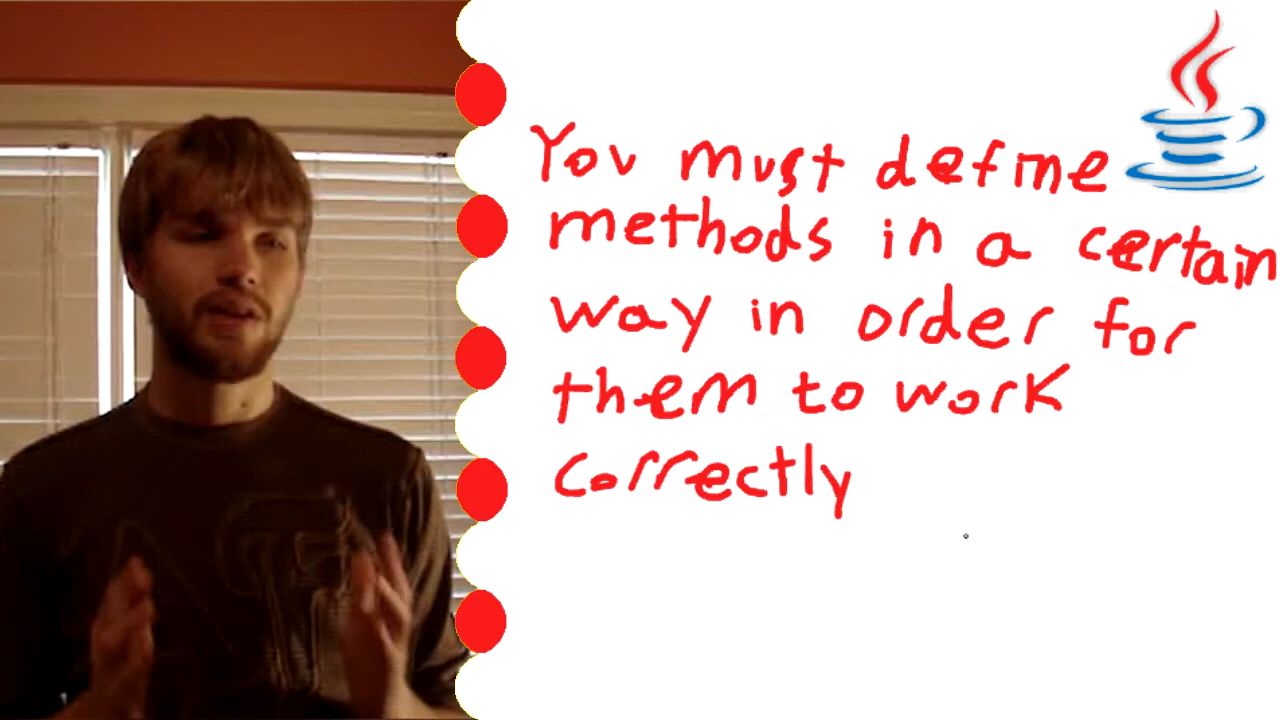 You must define
methods in a certain
way in order for
them to work
correctly